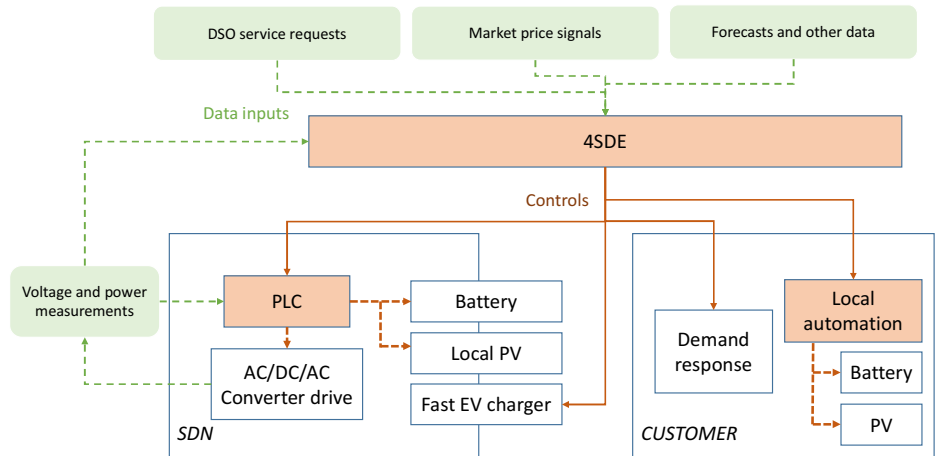 DSO service requests
Market price signals
Forecasts and other data
Data inputs
4SDE
Controls
Voltage and power
measurements
PLC
Battery
Local PV
AC/DC/AC
Converter drive
Fast EV charger
SDN
Demand
response
Local
automation
Battery
PV
CUSTOMER